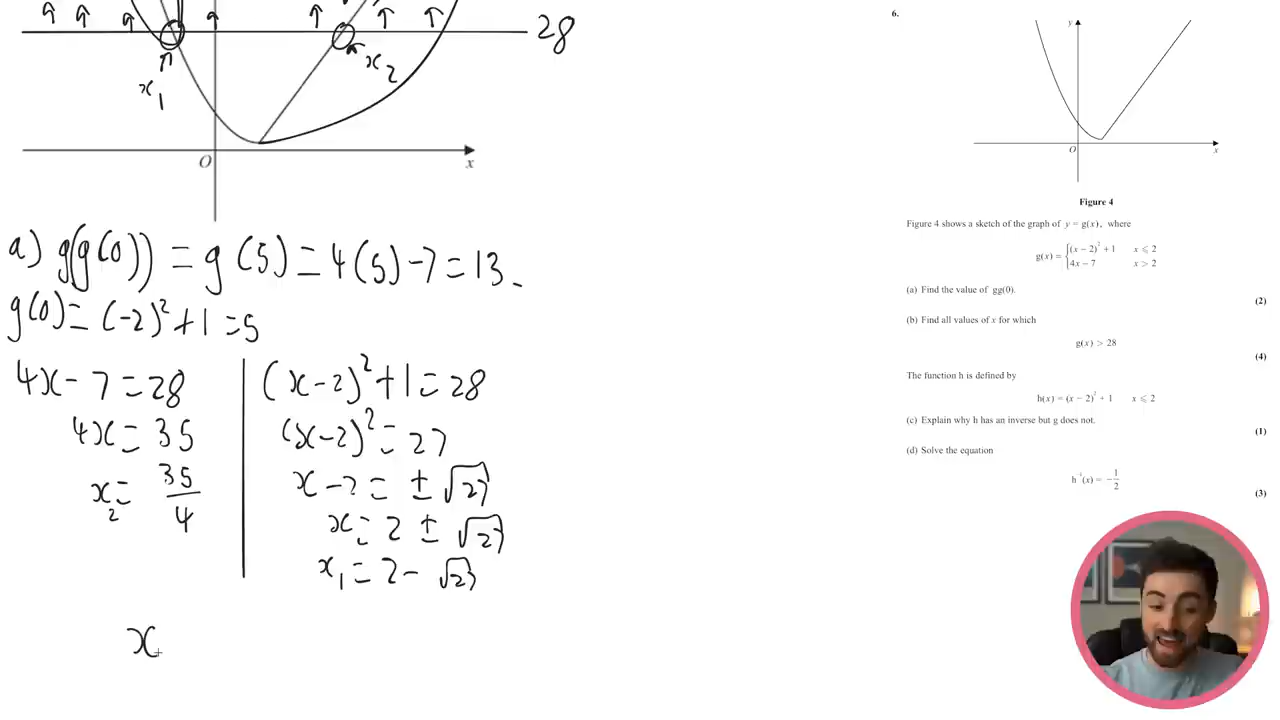 28
x₁
x₂
O
x
a) g(g(0)) = g(5) = 4(5) - 7 = 13
g(0) = (-2)² + 1 = 5
4x - 7 = 28
4x = 35
x₂ = 35/4
(x-2)² + 1 = 28
(x-2)² = 27
x - 2 = ± √27
x = 2 ± √27
x₁ = 2 - √27
x
6.
y
O
x
Figure 4
Figure 4 shows a sketch of the graph of y = g(x), where
g(x) = { (x − 2)² + 1 x ⩽ 2
4x − 7 x > 2
(a) Find the value of gg(0).
(2)
(b) Find all values of x for which
g(x) > 28
(4)
The function h is defined by
h(x) = (x − 2)² + 1 x ⩽ 2
(c) Explain why h has an inverse but g does not.
(1)
(d) Solve the equation
h⁻¹(x) = −1/2
(3)